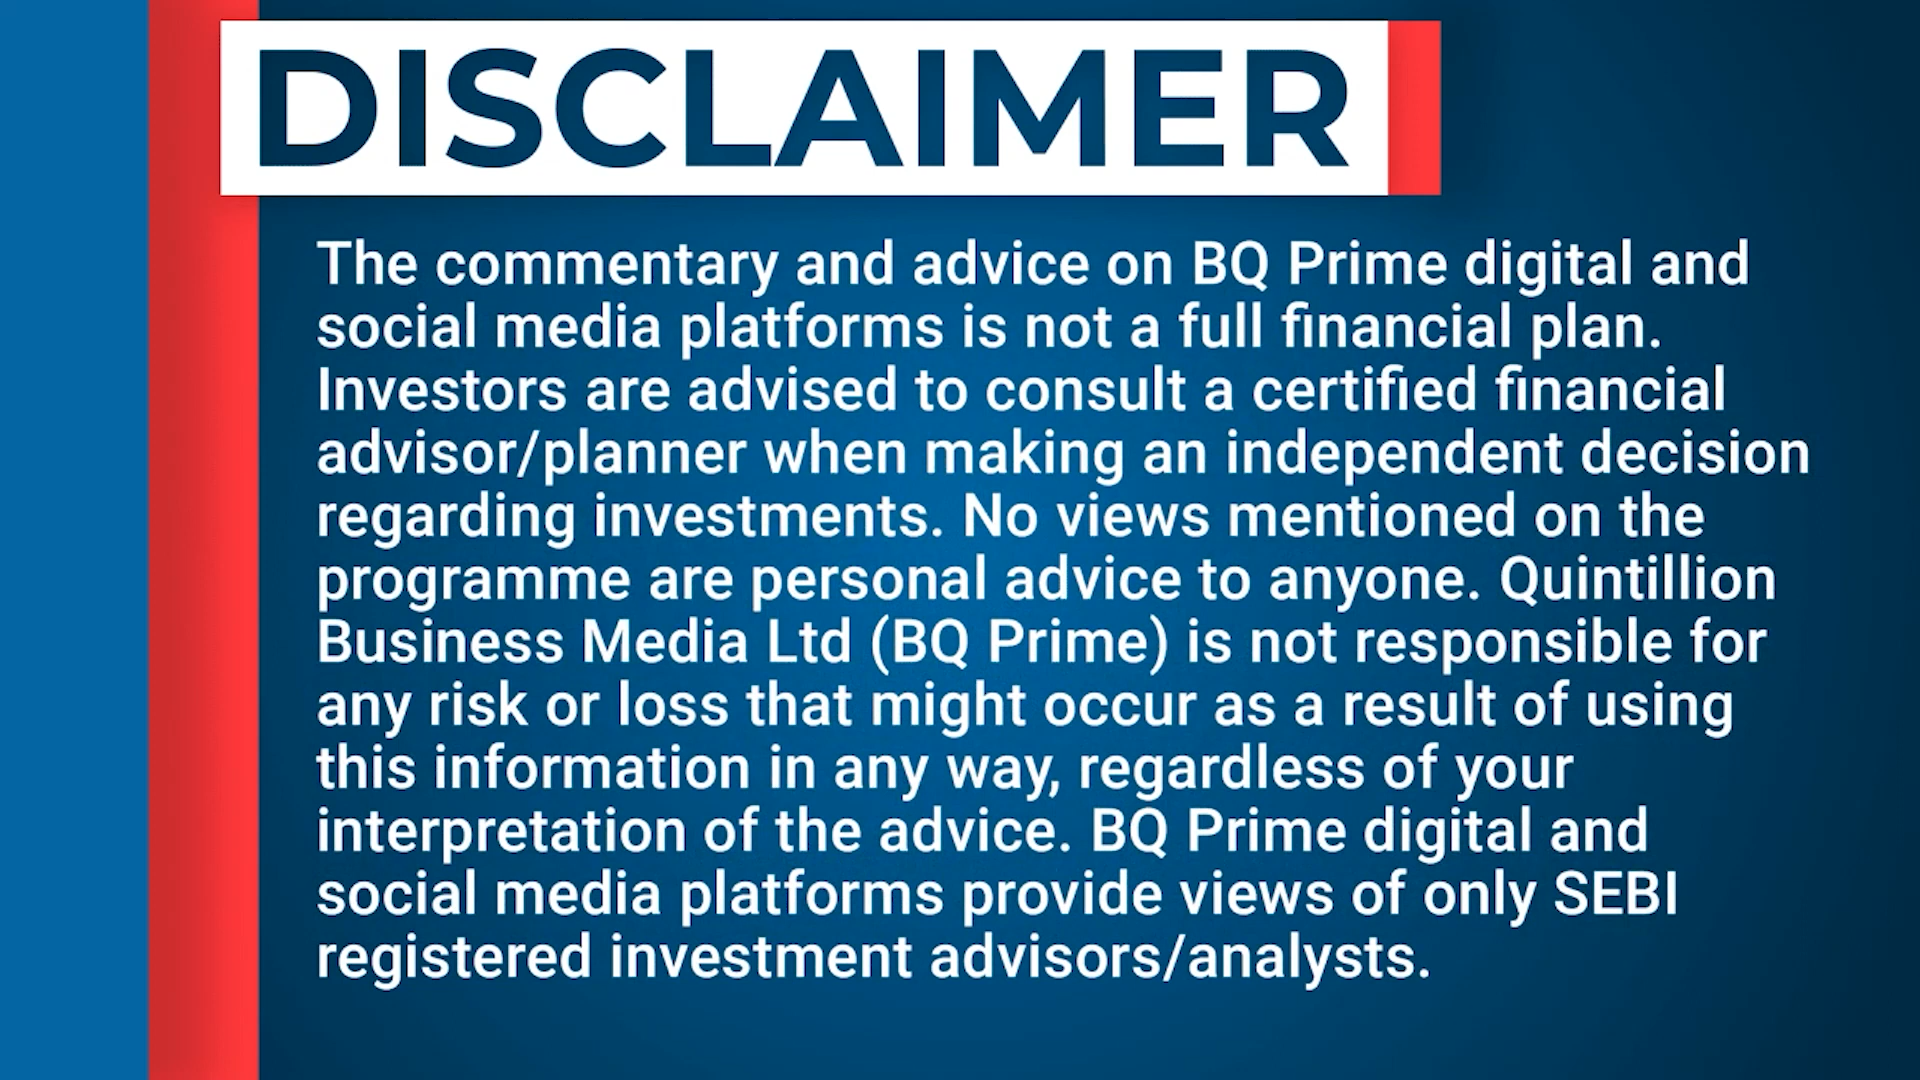 DISCLAIMER
The commentary and advice on BQ Prime digital and
social media platforms is not a full financial plan.
Investors are advised to consult a certified financial
advisor/planner when making an independent decision
regarding investments. No views mentioned on the
programme are personal advice to anyone. Quintillion
Business Media Ltd (BQ Prime) is not responsible for
any risk or loss that might occur as a result of using
this information in any way, regardless of your
interpretation of the advice. BQ Prime digital and
social media platforms provide views of only SEBI
registered investment advisors/analysts.